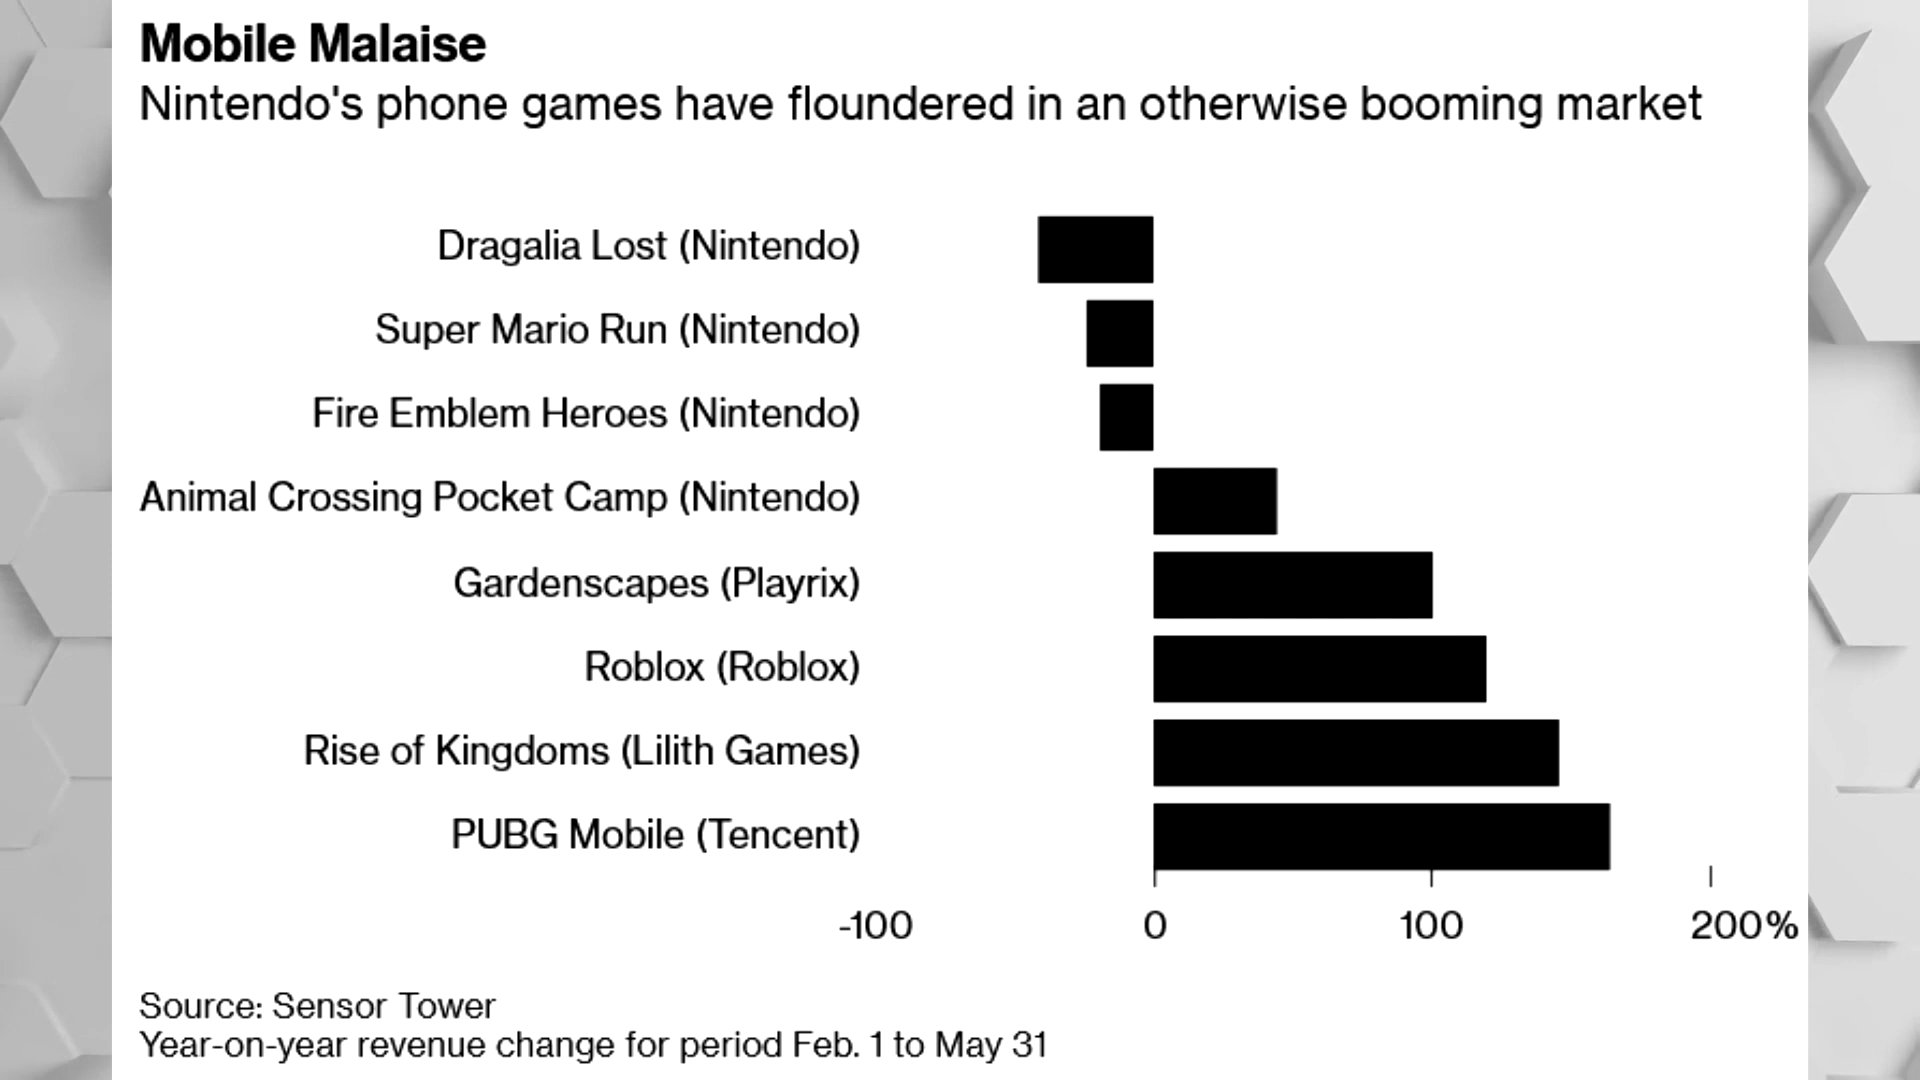 Mobile Malaise
Nintendo's phone games have floundered in an otherwise booming market
Dragalia Lost (Nintendo)
Super Mario Run (Nintendo)
Fire Emblem Heroes (Nintendo)
Animal Crossing Pocket Camp (Nintendo)
Gardenscapes (Playrix)
Roblox (Roblox)
Rise of Kingdoms (Lilith Games)
PUBG Mobile (Tencent)
-100 0 100 200%
Source: Sensor Tower
Year-on-year revenue change for period Feb. 1 to May 31